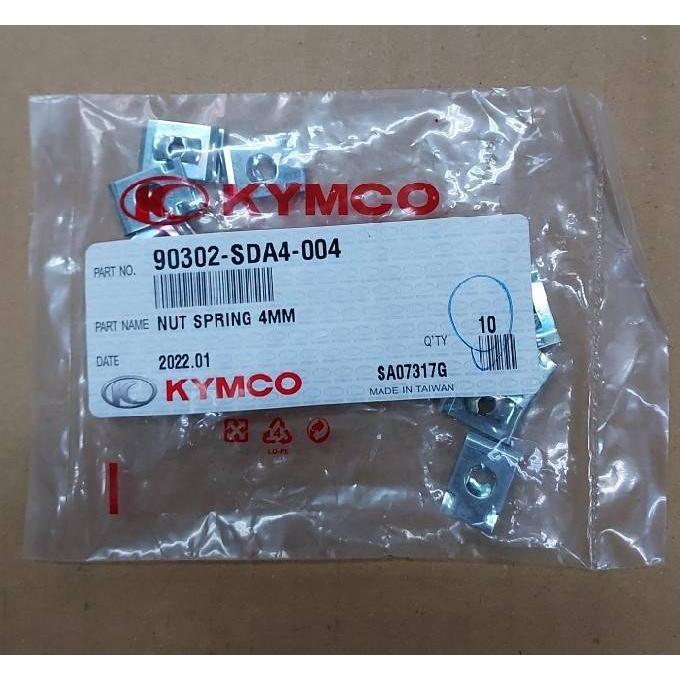 KYMCO
PART NO. 90302-SDA4-004
PART NAME NUT SPRING 4MM
Q'TY 10
DATE 2022.01
SA07317G
KYMCO
MADE IN TAIWAN
4
LD-PE